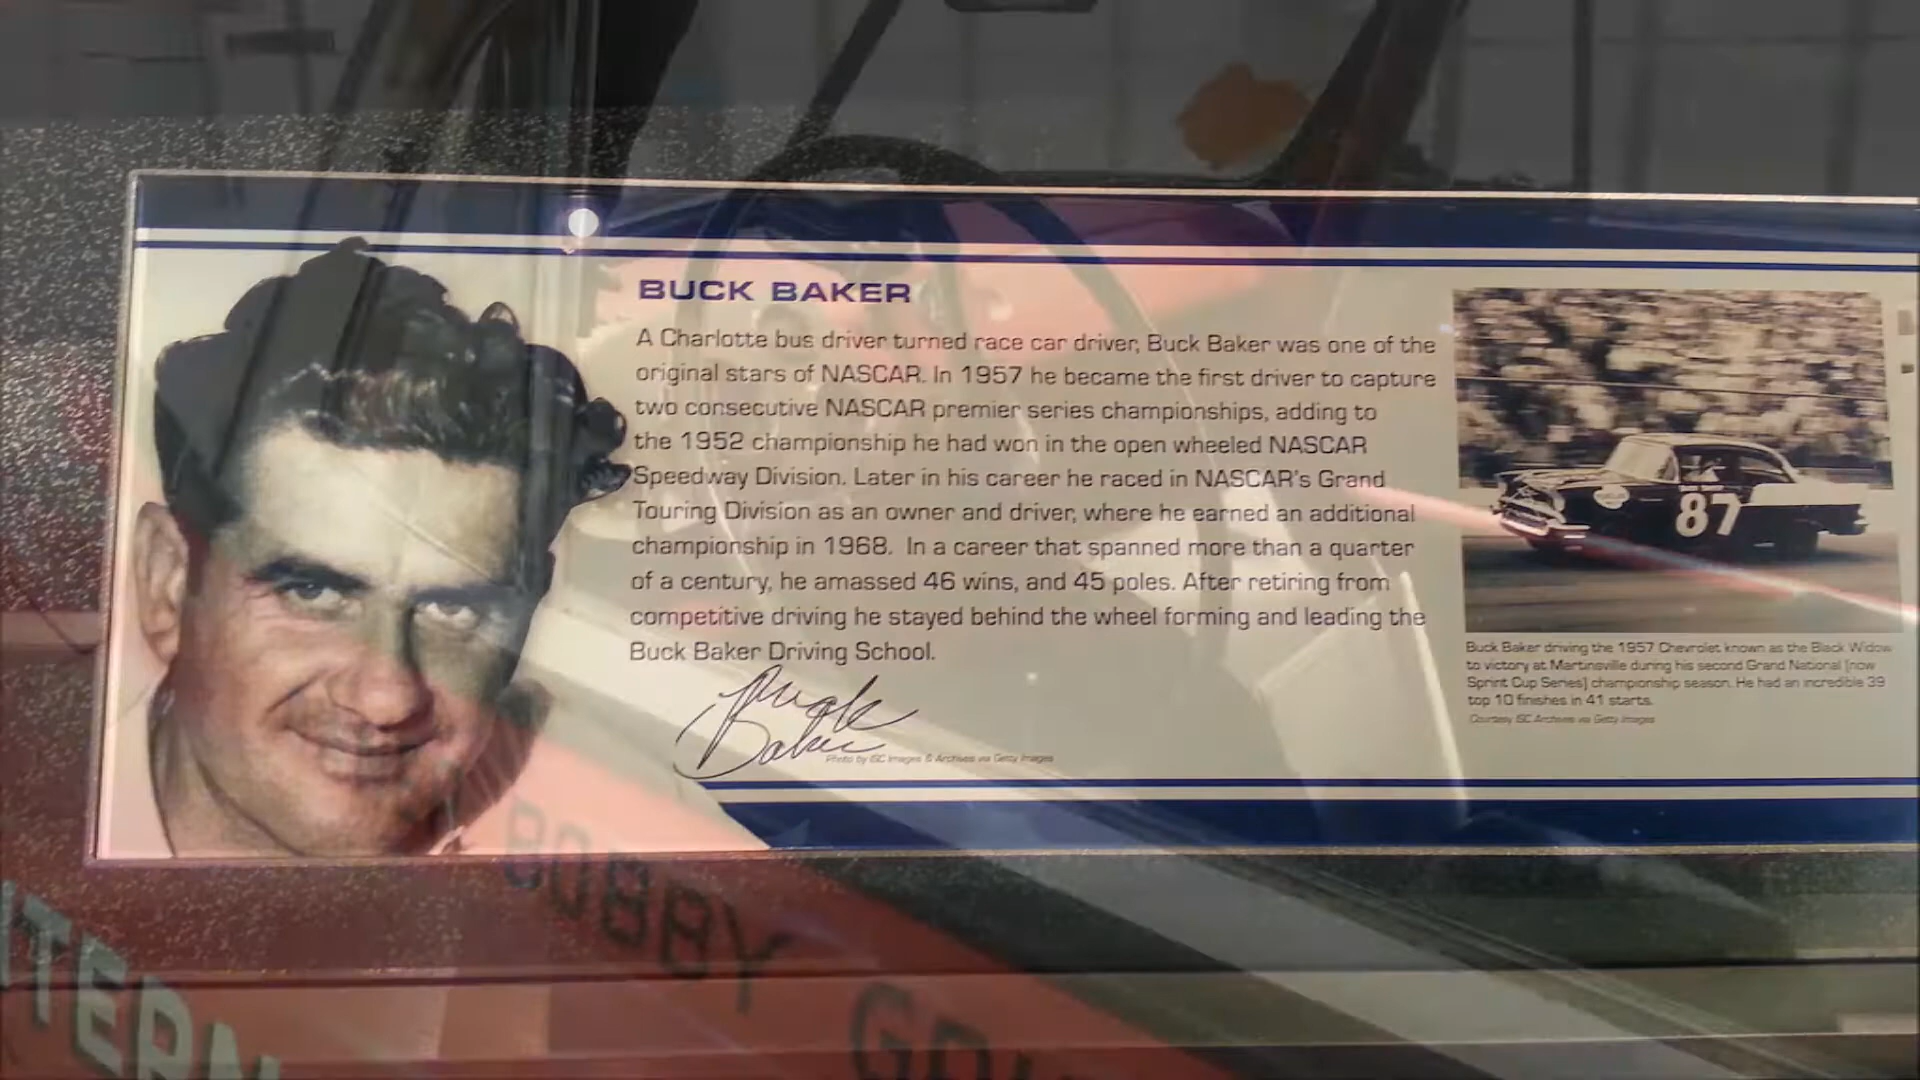 BUCK BAKER
A Charlotte bus driver turned race car driver, Buck Baker was one of the
original stars of NASCAR. In 1957 he became the first driver to capture
two consecutive NASCAR premier series championships, adding to
the 1952 championship he had won in the open wheeled NASCAR
Speedway Division. Later in his career he raced in NASCAR's Grand
Touring Division as an owner and driver, where he earned an additional
championship in 1968. In a career that spanned more than a quarter
of a century, he amassed 46 wins, and 45 poles. After retiring from
competitive driving he stayed behind the wheel forming and leading the
Buck Baker Driving School.
Buck
Baker
Photo by ISC Images & Archives via Getty Images
87
Buck Baker driving the 1957 Chevrolet known as the Black Widow
to victory at Martinsville during his second Grand National (now
Sprint Cup Series) championship season. He had an incredible 39
top 10 finishes in 41 starts.
Courtesy ISC Archives via Getty Images
BOBBY